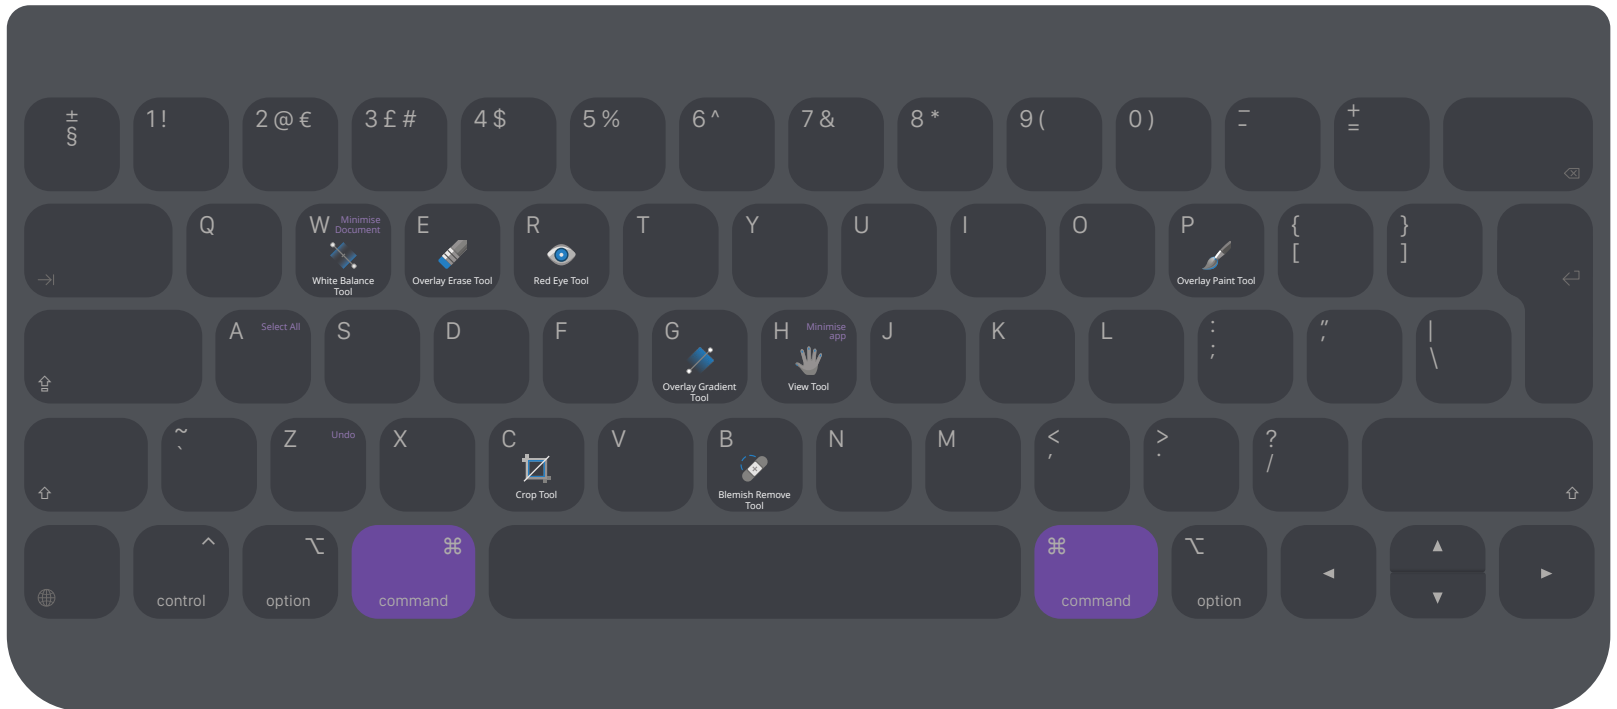 ± 1 ! 2 @ € 3 £ # 4 $ 5 % 6 ^ 7 & 8 * 9 ( 0 ) _ +
§ - =
Q W Minimise Document E R T Y U I O P { }
[ ]
White Balance Tool
Overlay Erase Tool
Red Eye Tool
Overlay Paint Tool
A Select All S D F G H Minimise app J K L : " |
; , \
Overlay Gradient Tool
View Tool
~ Z Undo X C V B N M < > ?
` , . /
Crop Tool
Blemish Remove Tool
^ ⌥ ⌘ ⌘ ⌥ ◄ ▲ ►
▼
control option command command option